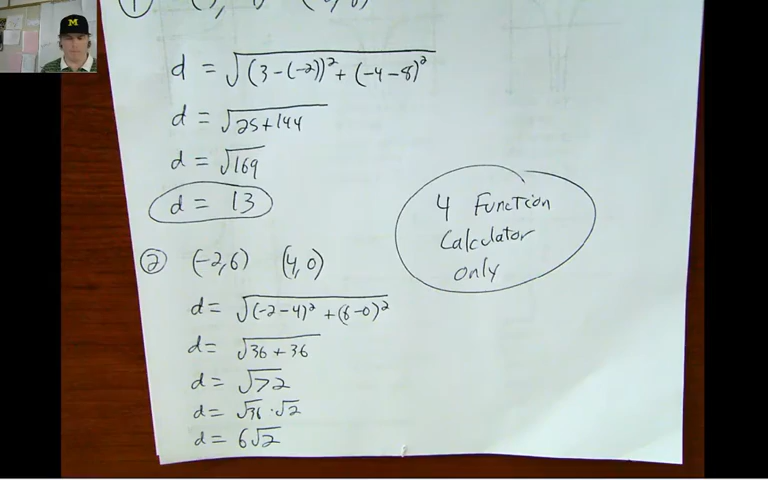 M
①
d = √(3-(-2))² + (-4-8)²
d = √25+144
d = √169
d = 13
4 Function
Calculator
only
② (-2,6) (4,0)
d = √(-2-4)² + (6-0)²
d = √36 + 36
d = √72
d = √36 · √2
d = 6√2